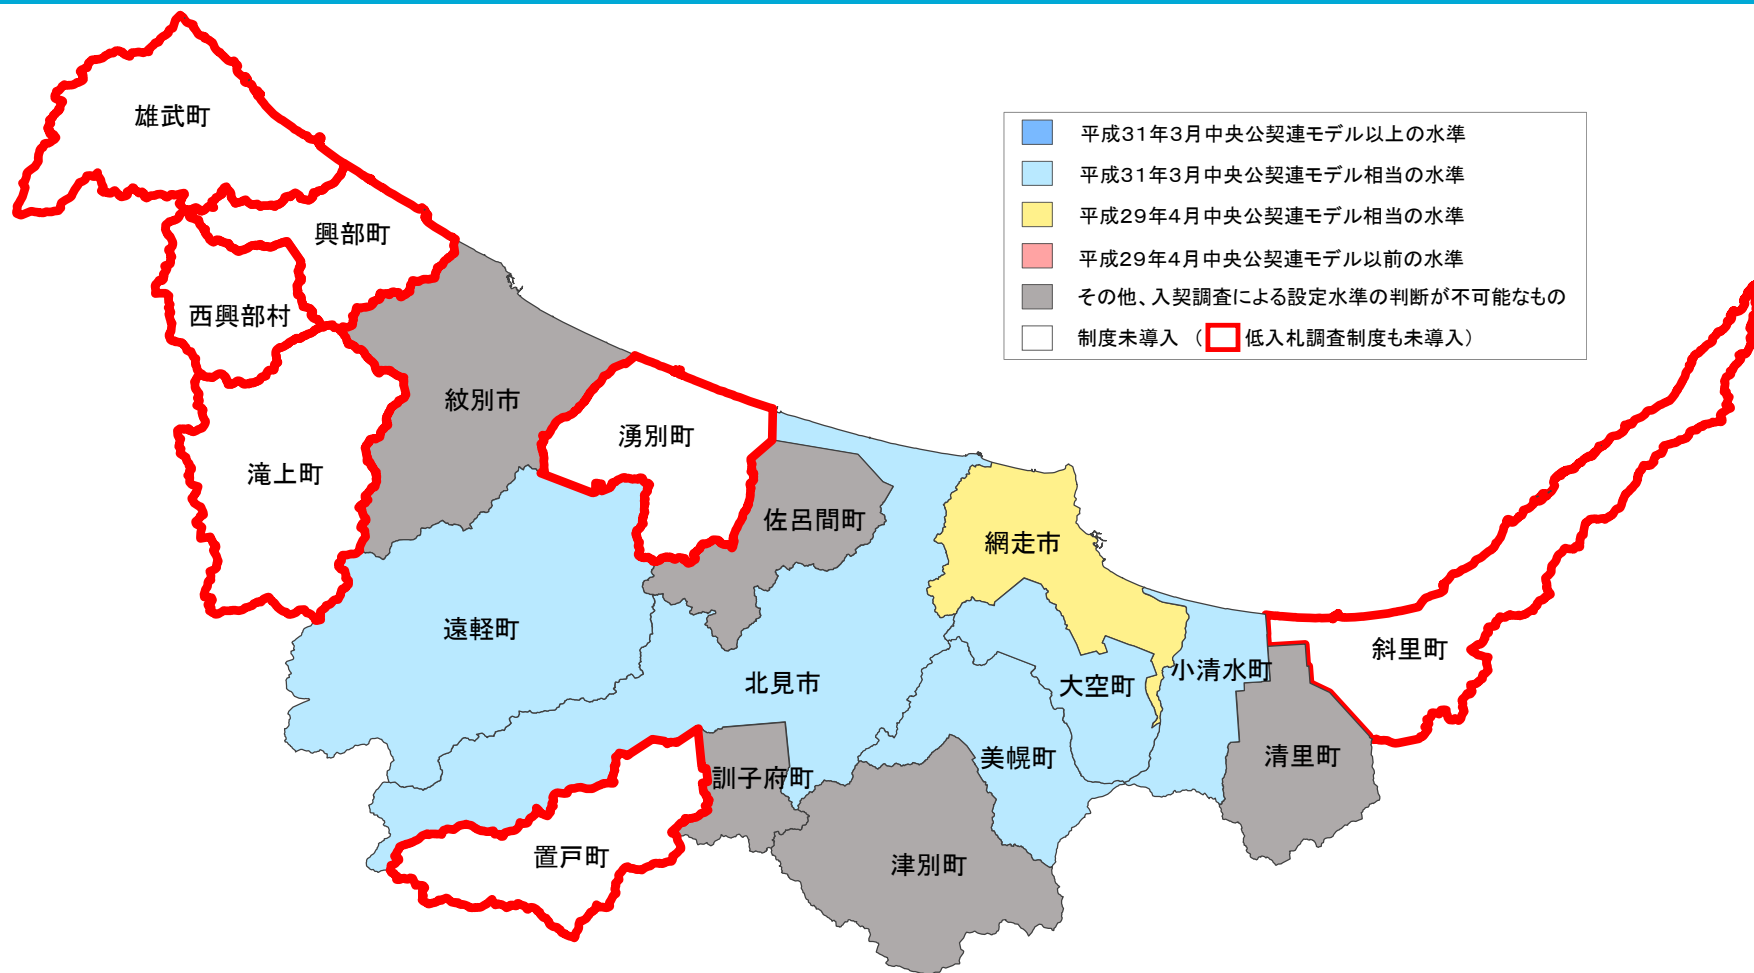 雄武町
平成31年3月中央公契連モデル以上の水準
平成31年3月中央公契連モデル相当の水準
平成29年4月中央公契連モデル相当の水準
平成29年4月中央公契連モデル以前の水準
その他、入契調査による設定水準の判断が不可能なもの
制度未導入 （ 低入札調査制度も未導入）
興部町
西興部村
紋別市
湧別町
滝上町
佐呂間町
網走市
遠軽町
斜里町
小清水町
北見市
大空町
清里町
美幌町
訓子府町
置戸町
津別町